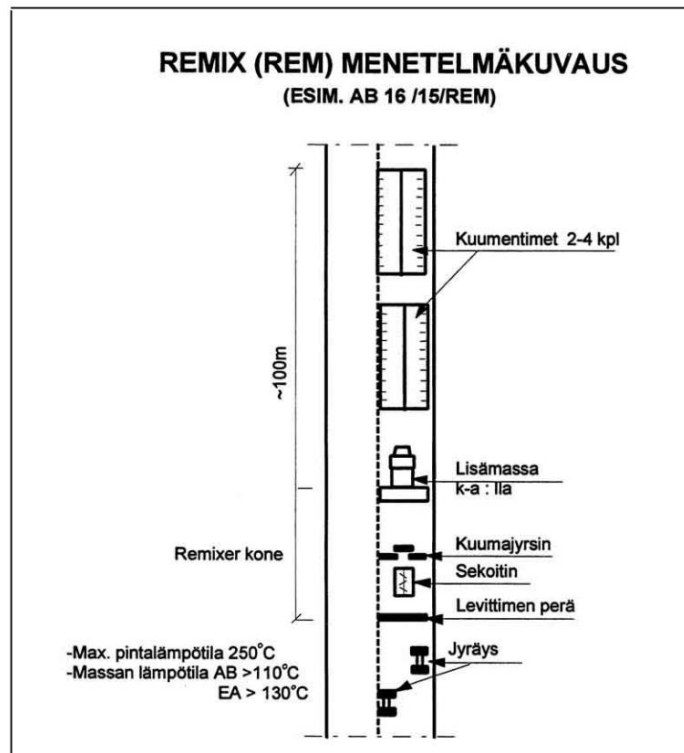 REMIX (REM) MENETELMÄKUVAUS
(ESIM. AB 16 /15/REM)
Kuumentimet 2-4 kpl
~100m
Lisämassa
k-a : lla
Remixer kone
Kuumajyrsin
Sekoitin
Levittimen perä
-Max. pintalämpötila 250°C
-Massan lämpötila AB >110°C
EA > 130°C
Jyräys